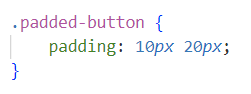 .padded-button {
    padding: 10px 20px;
}